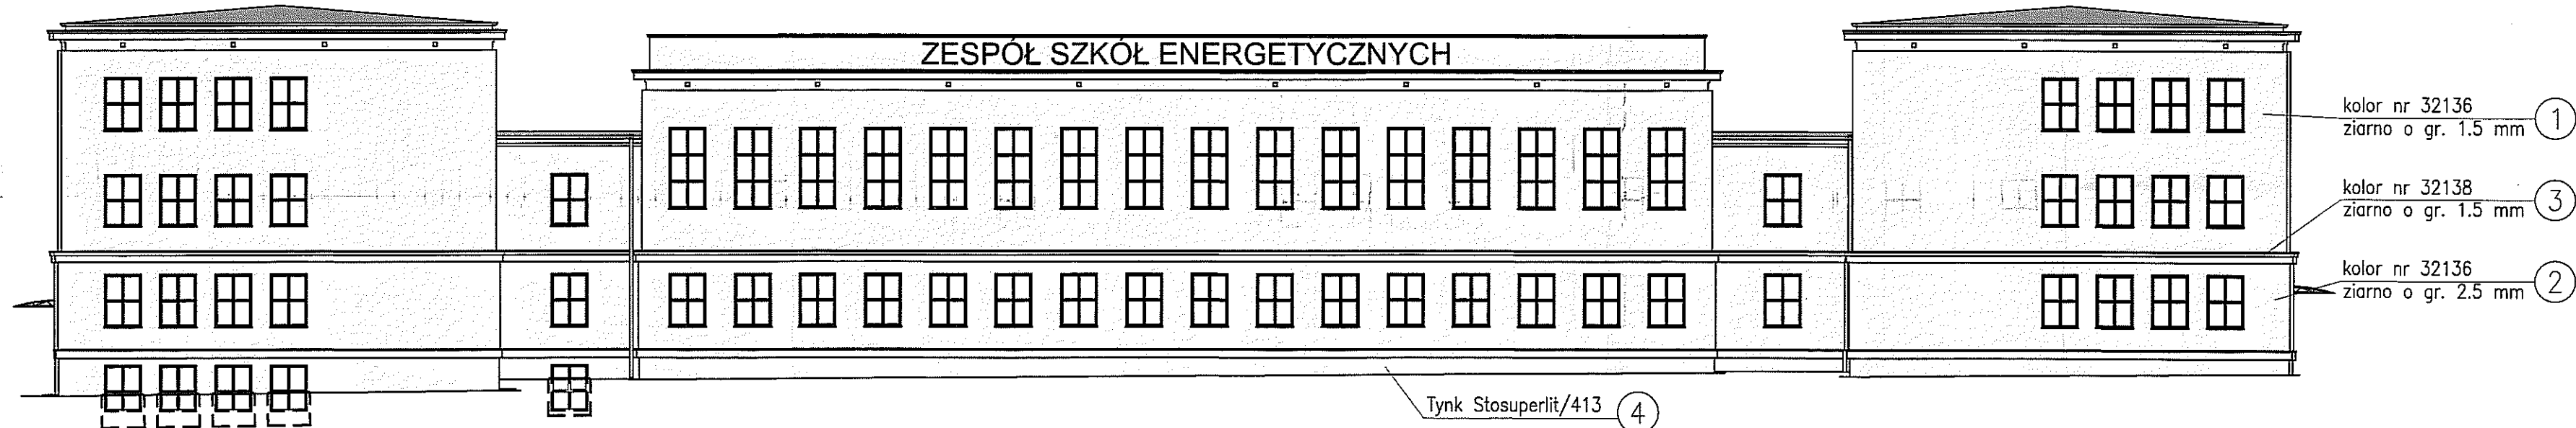 ZESPÓŁ SZKÓŁ ENERGETYCZNYCH
kolor nr 32136
ziarno o gr. 1.5 mm
1
kolor nr 32138
ziarno o gr. 1.5 mm
3
kolor nr 32136
ziarno o gr. 2.5 mm
2
Tynk Stosuperlit/413
4